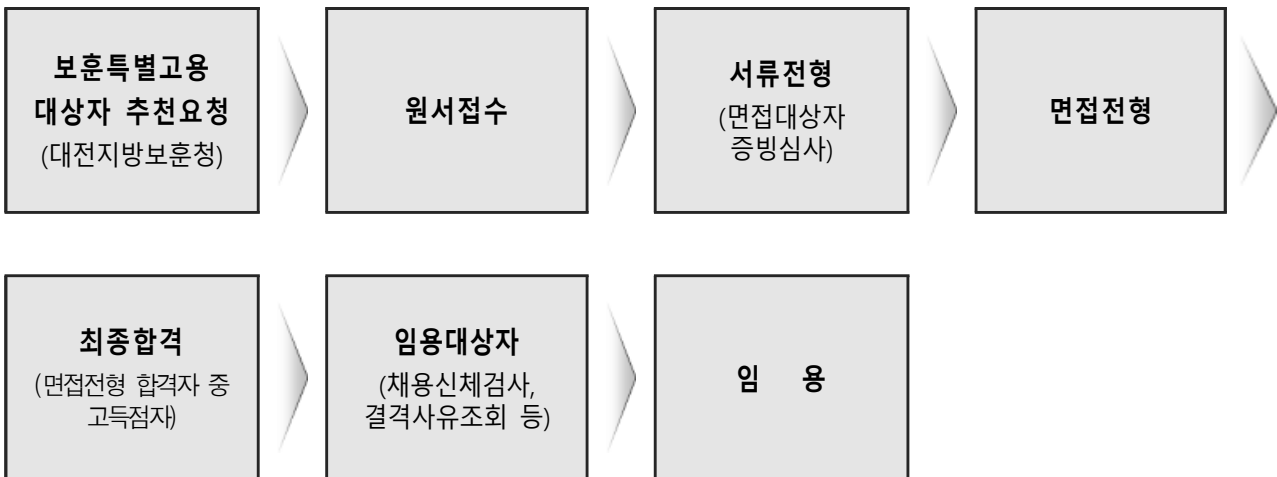 보훈특별고용
대상자 추천요청
(대전지방보훈청)
원서접수
서류전형
(면접대상자
증빙심사)
면접전형
최종합격
(면접전형 합격자 중
고득점자)
임용대상자
(채용신체검사,
결격사유조회 등)
임 용